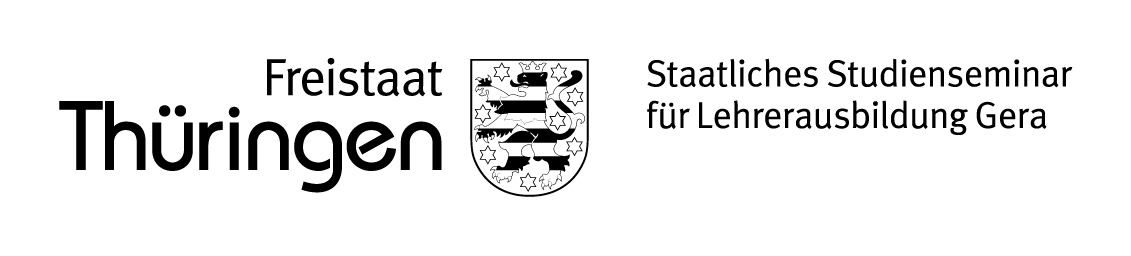 Freistaat
Thüringen
Staatliches Studienseminar
für Lehrerausbildung Gera